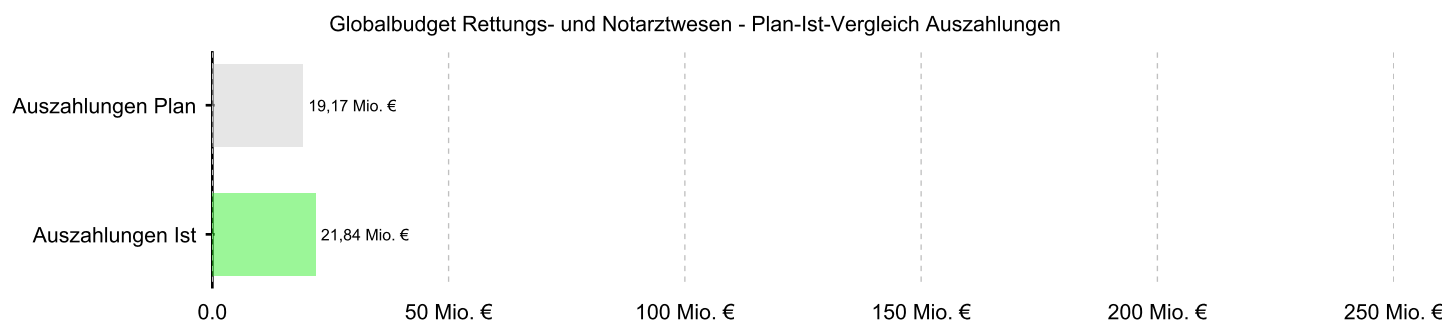 Globalbudget Rettungs- und Notarztwesen - Plan-Ist-Vergleich Auszahlungen
Auszahlungen Plan
19,17 Mio. €
Auszahlungen Ist
21,84 Mio. €
0.0
50 Mio. €
100 Mio. €
150 Mio. €
200 Mio. €
250 Mio. €